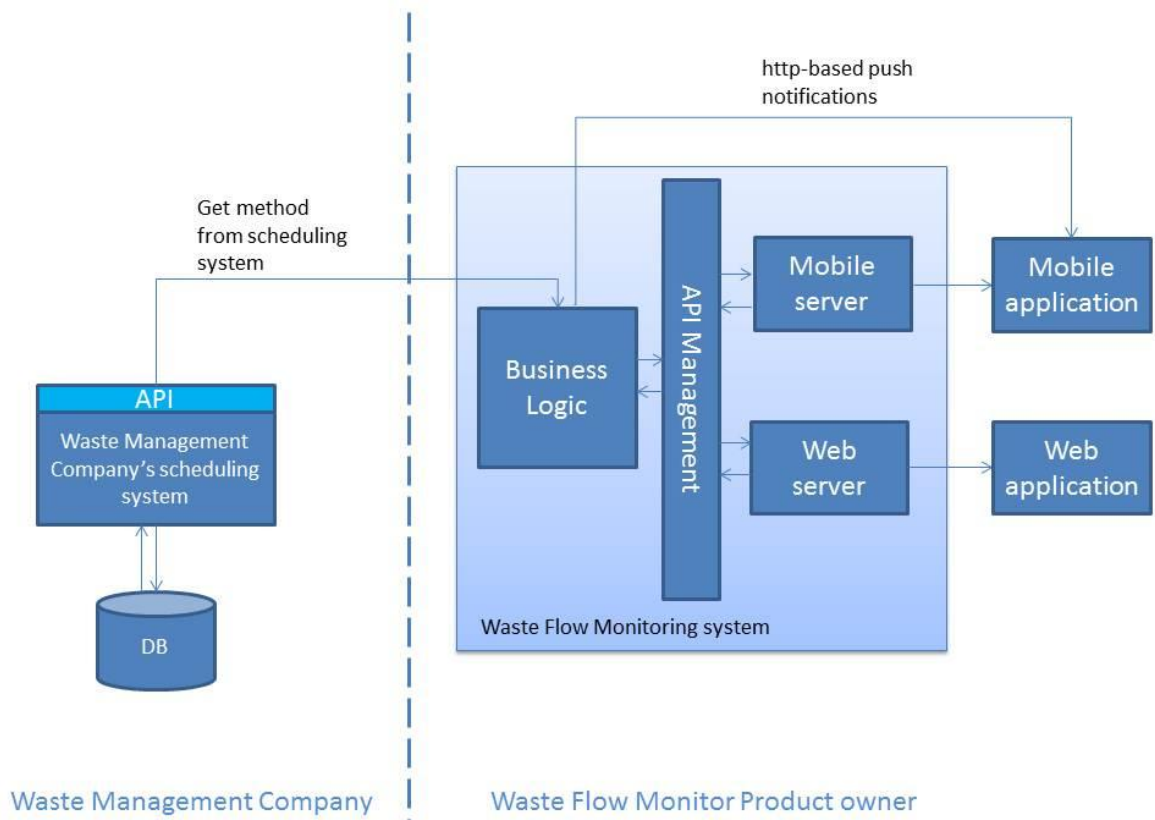 http-based push
notifications
Get method
from scheduling
system
API
Waste Management
Company's scheduling
system
DB
Business
Logic
API Management
Mobile
server
Mobile
application
Web
server
Web
application
Waste Flow Monitoring system
Waste Management Company
Waste Flow Monitor Product owner